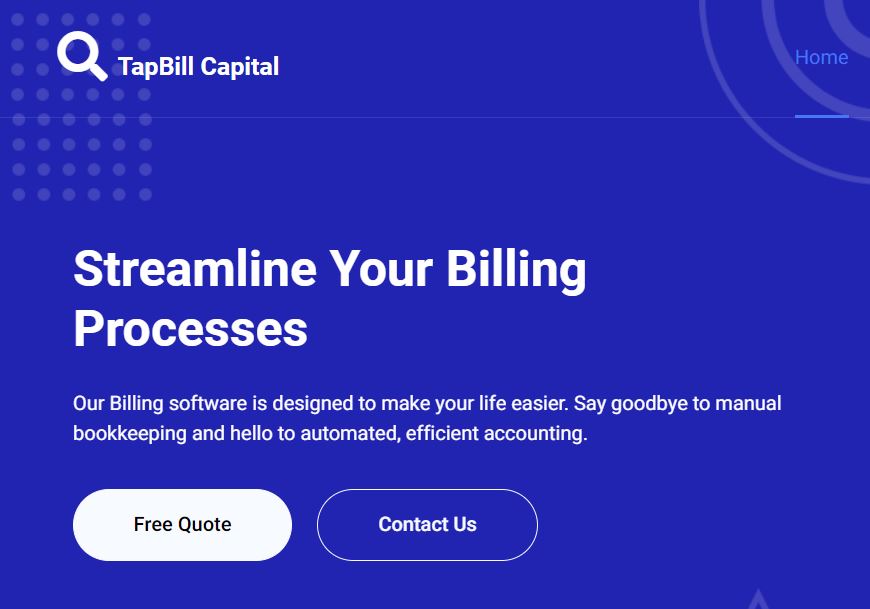 TapBill Capital
Home
Streamline Your Billing
Processes
Our Billing software is designed to make your life easier. Say goodbye to manual
bookkeeping and hello to automated, efficient accounting.
Free Quote
Contact Us